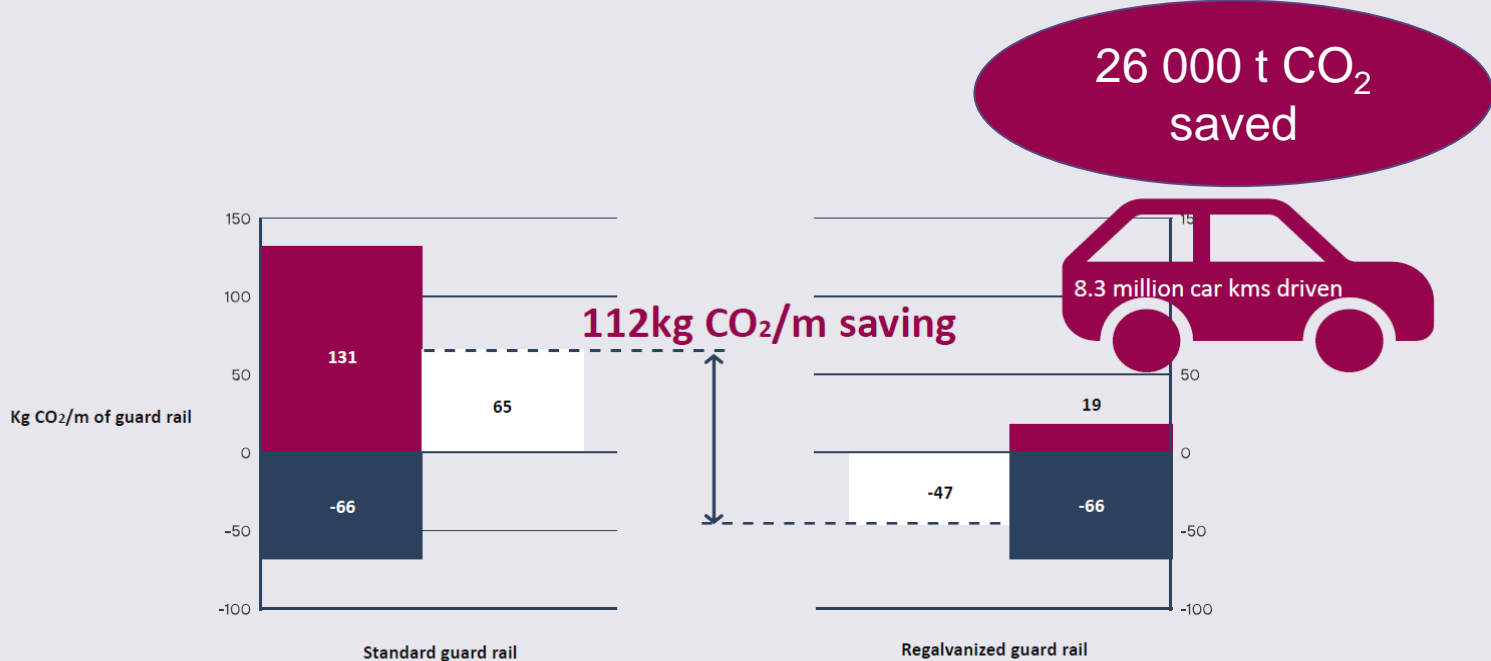 26 000 t CO₂
saved
8.3 million car kms driven
112kg CO₂/m saving
Kg CO₂/m of guard rail
150
100
50
0
-50
-100
131
65
-66
-47
19
-66
50
0
-50
-100
Standard guard rail
Regalvanized guard rail